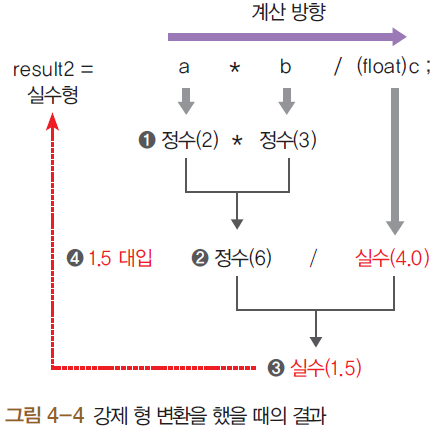 계산 방향
result2 = a * b / (float)c ;
실수형
❶ 정수(2) * 정수(3)
❹ 1.5 대입 ❷ 정수(6) / 실수(4.0)
❸ 실수(1.5)
그림 4-4 강제 형 변환을 했을 때의 결과